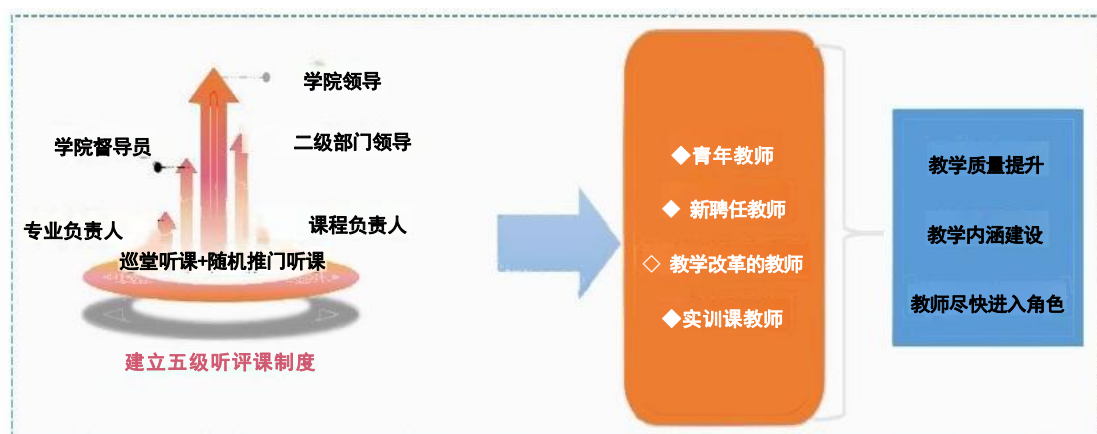 学院领导
二级部门领导
学院督导员
课程负责人
专业负责人
巡堂听课+随机推门听课
建立五级听评课制度
◆青年教师
◆ 新聘任教师
◇ 教学改革的教师
◆实训课教师
教学质量提升
教学内涵建设
教师尽快进入角色